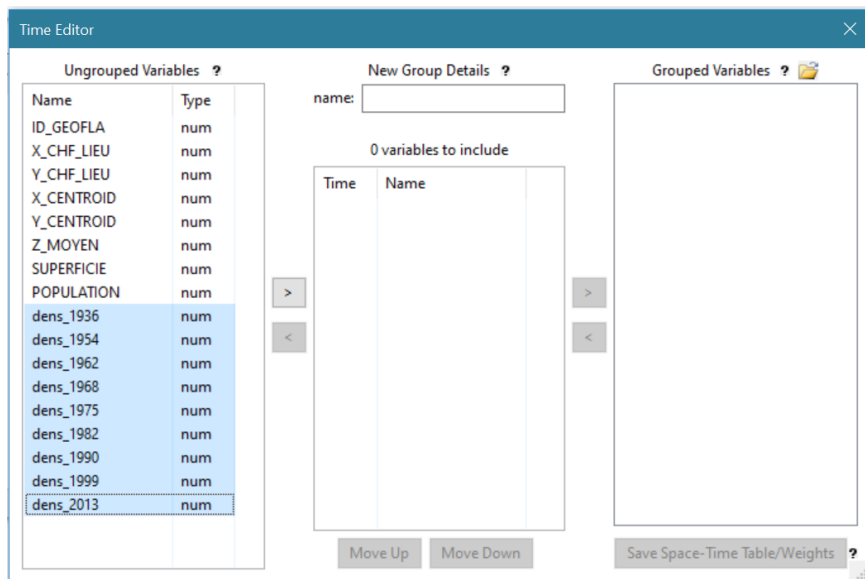 Time Editor
Ungrouped Variables ?
Name Type
ID_GEOFLA num
X_CHF_LIEU num
Y_CHF_LIEU num
X_CENTROID num
Y_CENTROID num
Z_MOYEN num
SUPERFICIE num
POPULATION num
dens_1936 num
dens_1954 num
dens_1962 num
dens_1968 num
dens_1975 num
dens_1982 num
dens_1990 num
dens_1999 num
dens_2013 num
>
<
New Group Details ?
name:
0 variables to include
Time Name
Move Up Move Down
>
<
Grouped Variables ?
Save Space-Time Table/Weights ?